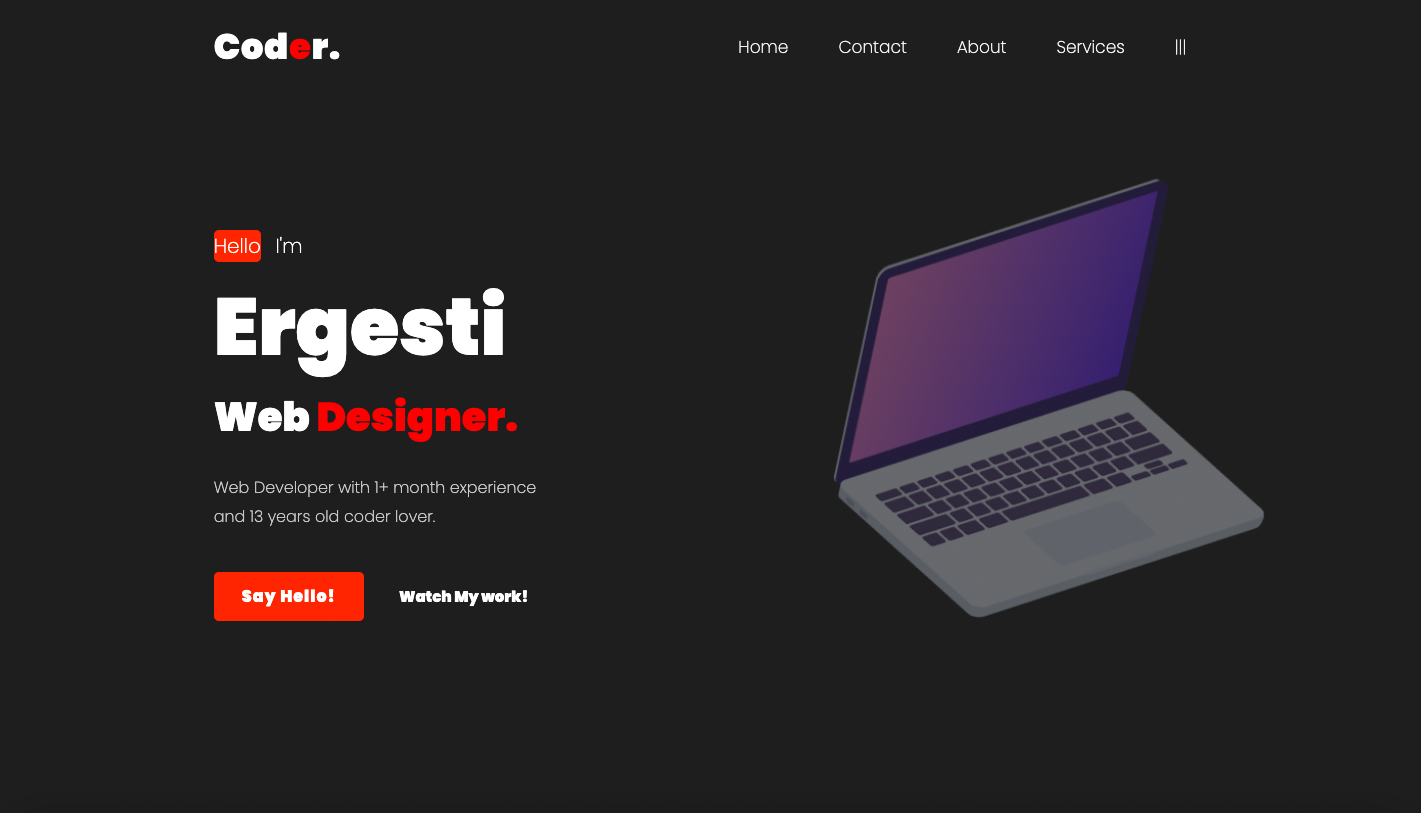 Coder.
Home Contact About Services |||
Hello I'm
Ergesti
Web Designer.
Web Developer with 1+ month experience
and 13 years old coder lover.
Say Hello! Watch My work!